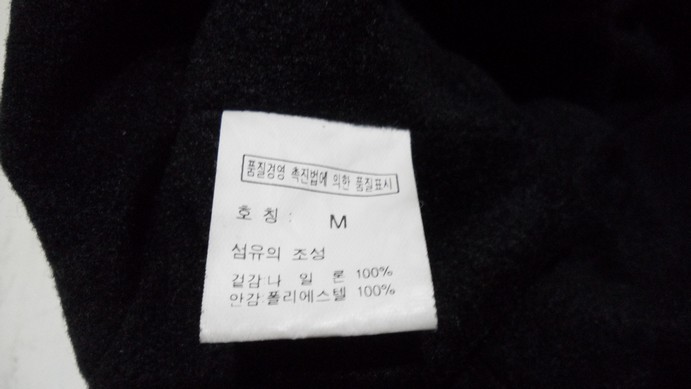 품질경영 촉진법에 의한 품질표시
호 칭 : M
섬유의 조성
겉감 나 일 론 100%
안감 폴리에스텔 100%